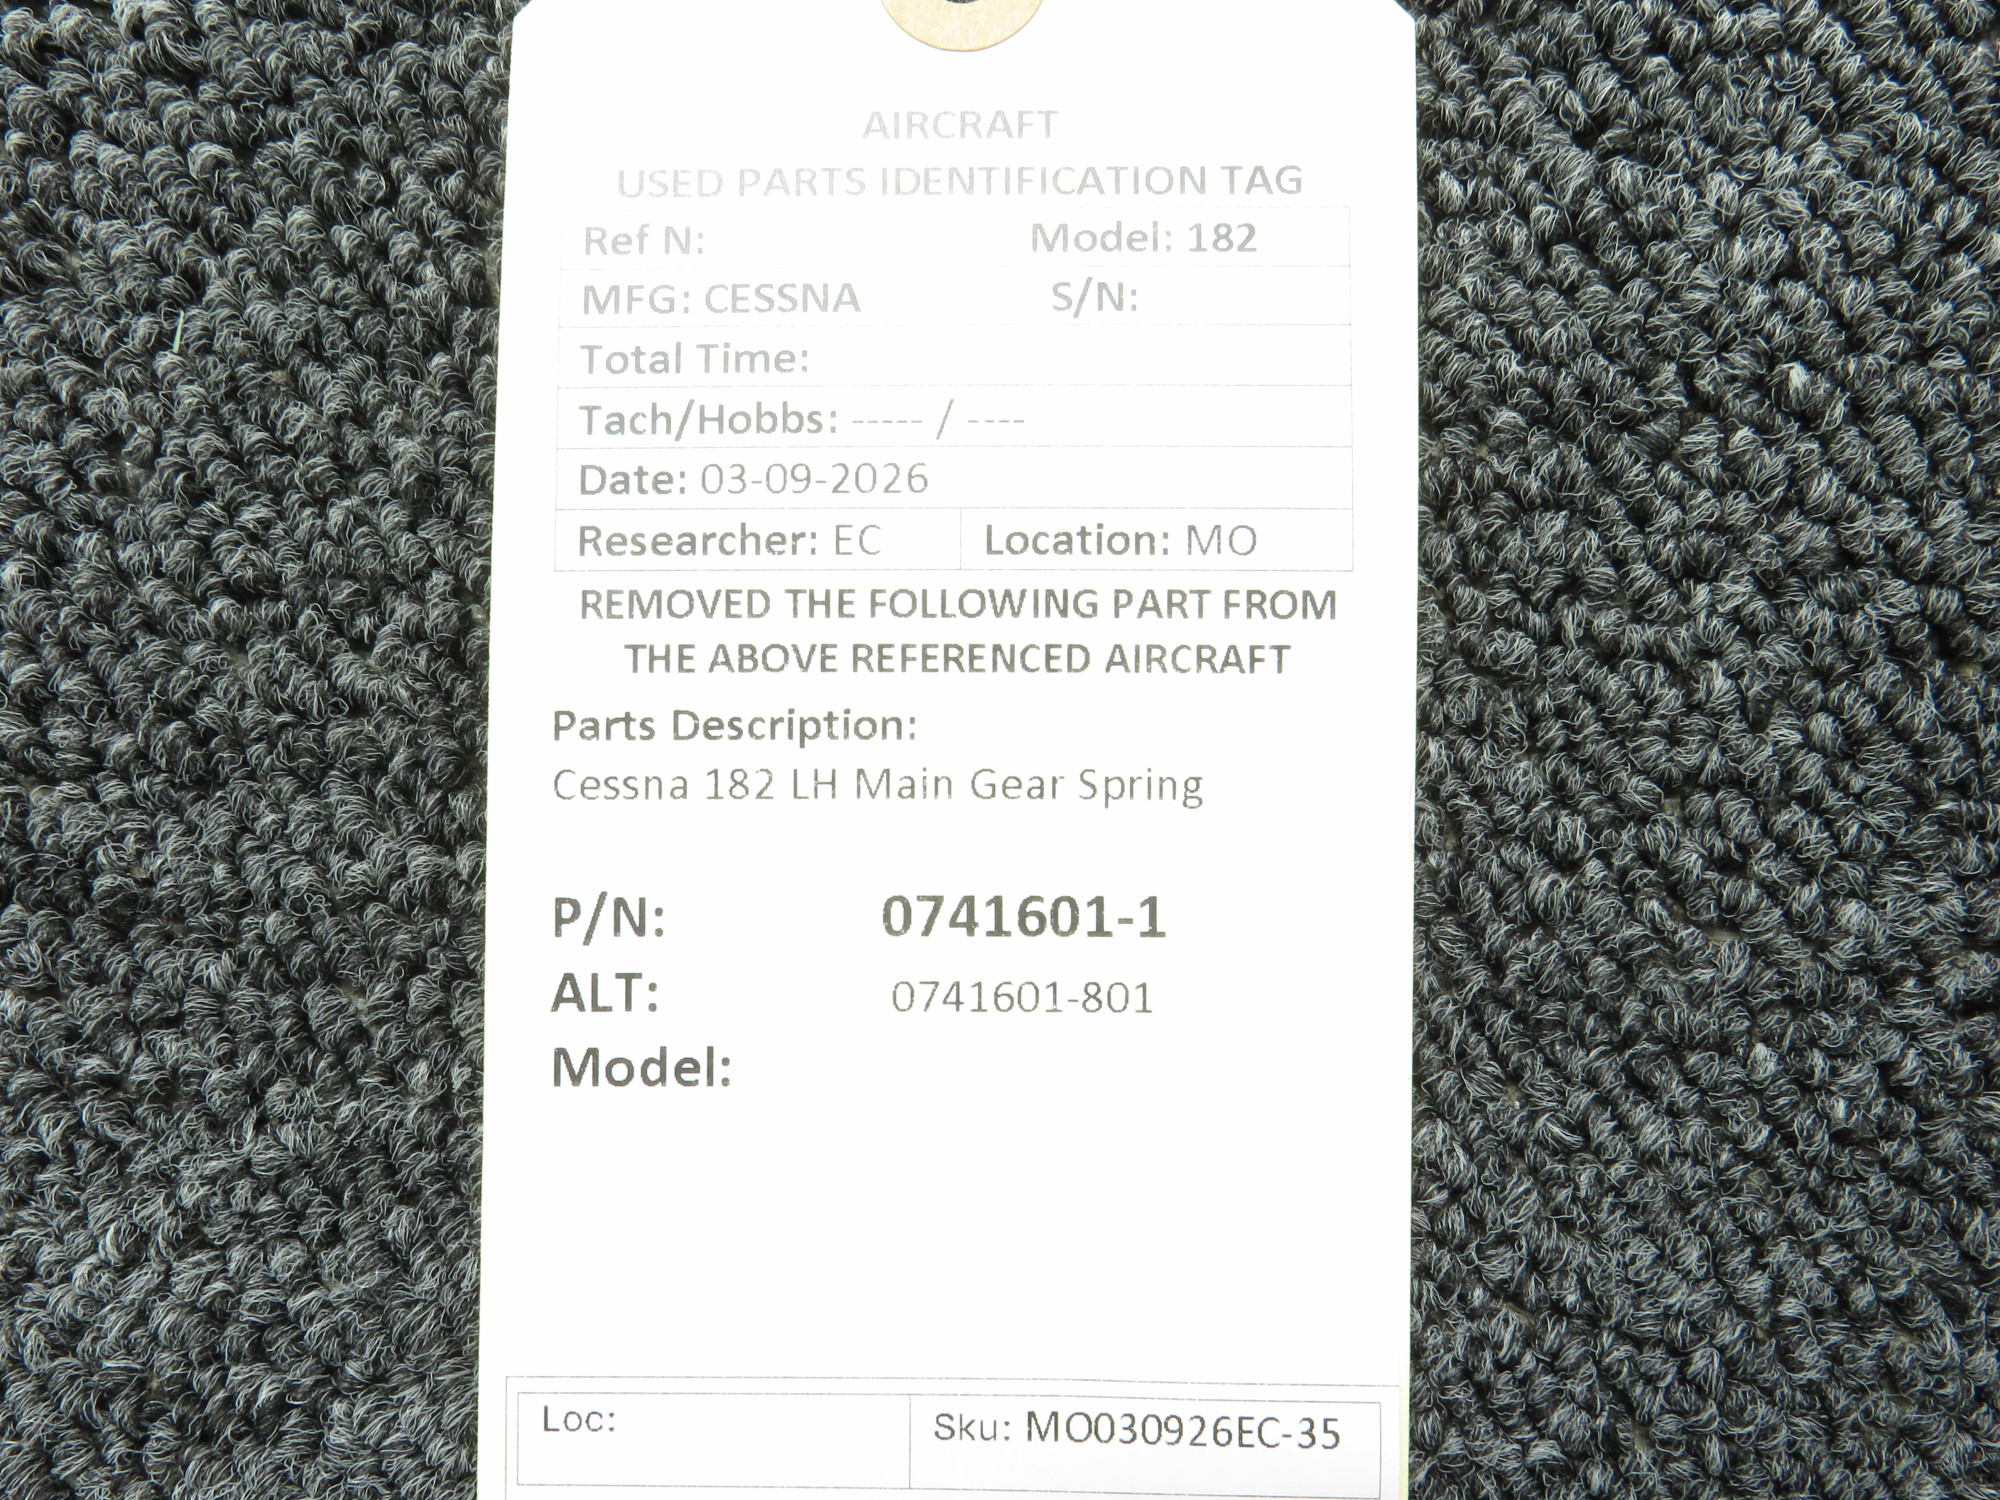 AIRCRAFT
USED PARTS IDENTIFICATION TAG
Ref N: Model: 182
MFG: CESSNA S/N:
Total Time:
Tach/Hobbs: ----- / ----
Date: 03-09-2026
Researcher: EC Location: MO
REMOVED THE FOLLOWING PART FROM
THE ABOVE REFERENCED AIRCRAFT
Parts Description:
Cessna 182 LH Main Gear Spring
P/N: 0741601-1
ALT: 0741601-801
Model:
Loc: Sku: MO030926EC-35